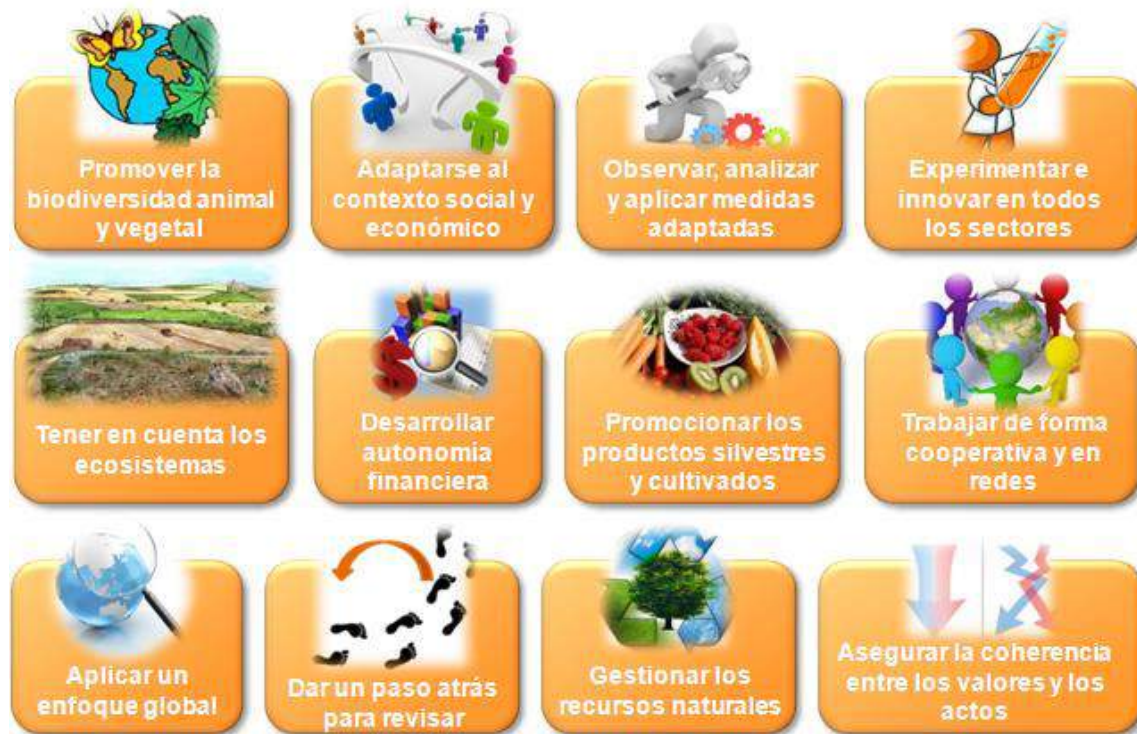 Promover la
biodiversidad animal
y vegetal
Adaptarse al
contexto social y
económico
Observar, analizar
y aplicar medidas
adaptadas
Experimentar e
innovar en todos
los sectores
Tener en cuenta los
ecosistemas
Desarrollar
autonomía
financiera
Promocionar los
productos silvestres
y cultivados
Trabajar de forma
cooperativa y en
redes
Aplicar un
enfoque global
Dar un paso atrás
para revisar
Gestionar los
recursos naturales
Asegurar la coherencia
entre los valores y los
actos